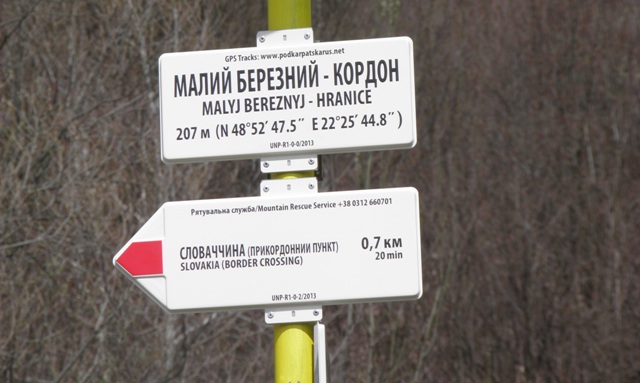 GPS Tracks: www.podkarpatskarus.net
МАЛИЙ БЕРЕЗНИЙ - КОРДОН
MALYJ BEREZNYJ - HRANICE
207 м (N 48°52´47.5˝ E 22°25´44.8˝)
UNP-R1-0-0/2013
Рятувальна служба/Mountain Rescue Service +38 0312 660701
СЛОВАЧЧИНА (ПРИКОРДОННИЙ ПУНКТ) 0,7 км
SLOVAKIA (BORDER CROSSING) 20 min
UNP-R1-0-2/2013